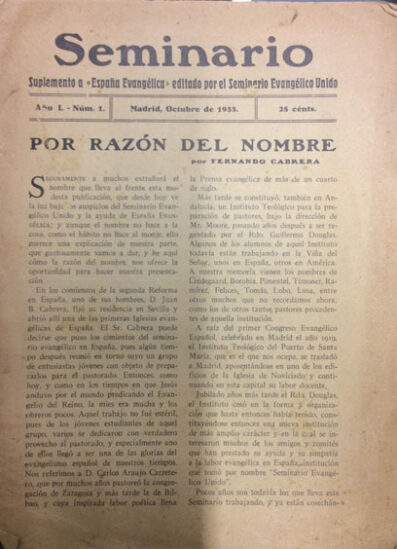 Seminario
Suplemento a «España Evangélica» editado por el Seminario Evangélico Unido
Año I. - Núm. 1.
Madrid, Octubre de 1933.
25 cénts.
POR RAZÓN DEL NOMBRE
por FERNANDO CABRERA
SEGURAMENTE a muchos extrañará el
nombre que lleva al frente esta mo-
desta publicación, que desde hoy ve
la luz bajo los auspicios del Seminario Evan-
gélico Unido y la ayuda de ESPAÑA EVAN-
GÉLICA; y aunque el nombre no hace a la
cosa, como el hábito no hace al monje, ello
merece una explicación de nuestra parte,
que gustosamente vamos a dar, y he aquí
cómo la razón del nombre nos ofrece la
oportunidad para hacer nuestra presenta-
ción.
En los comienzos de la segunda Reforma
en España, uno de sus hombres, D. Juan
B. Cabrera, fijó su residencia en Sevilla y
abrió allí una de las primeras Iglesias evan-
gélicas de España. El Sr. Cabrera puede
decirse que puso los cimientos del semina-
rio evangélico en España, pues algún tiem-
po después reunió en torno suyo un grupo
de entusiastas jóvenes con objeto de prepa-
rarlos para el pastorado. Entonces, como
hoy, y como en los tiempos en que Jesús
anduvo por el mundo predicando el Evan-
gelio del Reino, la mies era mucha y los
obreros pocos. Aquel trabajo no fué estéril,
pues de los jóvenes estudiantes de aquel
grupo, varios se dedicaron con verdadero
provecho al pastorado, y especialmente uno
de ellos llegó a ser una de las glorias del
evangelismo español de nuestros tiempos.
Nos referimos a D. Carlos Araujo Carrete-
ro, que por muchos años pastoreó la congrega-
ción de Zaragoza y más tarde la de Bil-
bao, y cuya inspirada labor poética llena
la Prensa evangélica de más de un cuarto
de siglo.
Más tarde se constituyó, también en An-
dalucía, un Instituto Teológico para la pre-
paración de pastores, bajo la dirección de
Mr. Moore, pasando años después a ser re-
gentado por el Rdo. Guillermo Douglas.
Algunos de los alumnos de aquel Instituto
todavía están trabajando en la Viña del
Señor, unos en España, otros en América. A
nuestra memoria vienen los nombres de
Lindegaard, Borobia, Pimentel, Timoner, Ra-
mírez, Felices, Tomás, Lobo, Luna, entre
otros muchos que no recordamos ahora,
como los de otros tantos pastores proceden-
tes de aquella institución.
A raíz del primer Congreso Evangélico
Español, celebrado en Madrid el año 1919,
el Instituto Teológico del Puerto de Santa
María, que es el que nos ocupa, se trasladó
a Madrid, aposentándose en uno de los edi-
ficios de la Iglesia de Noviciado y conti-
nuando en esta capital su labor docente.
Jubilado años más tarde el Rdo. Douglas,
el Instituto cesó en la forma y organiza-
ción que hasta entonces había tenido, cons-
tituyéndose entonces una nueva institución
de más amplio carácter y en la cual se in-
teresaron muchos de los amigos y comités
que han prestado su ayuda y su simpatía
a la labor evangélica en España, institución
que tomó por nombre "Seminario Evangé-
lico Unido".
Pocos años son todavía los que lleva este
Seminario trabajando, y ya están cosechán-